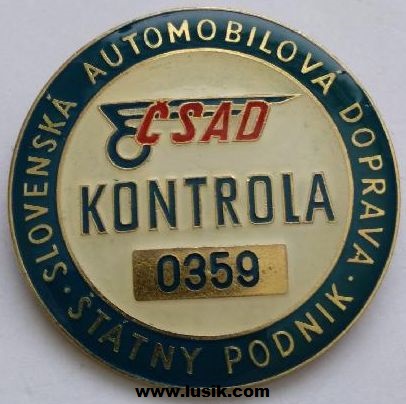 SLOVENSKÁ AUTOMOBILOVÁ DOPRAVA · ŠTÁTNY PODNIK ·
ČSAD
KONTROLA
0359
www.lusik.com